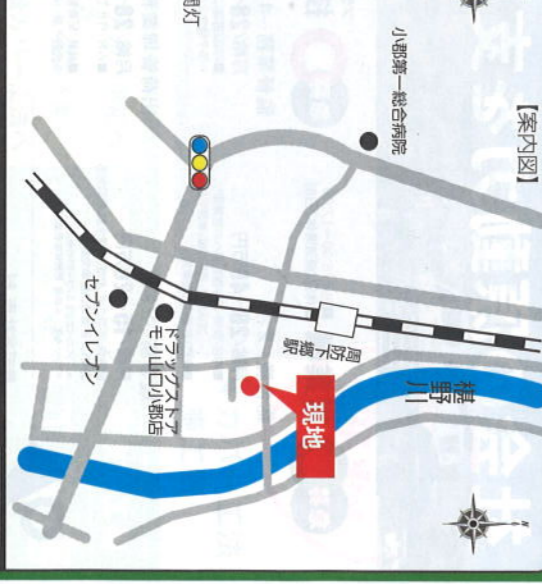 【案内図】
小郡第一総合病院
椹野川
周防下郷駅
現地
ドラッグストア
モリ山口小郡店
セブンイレブン
N